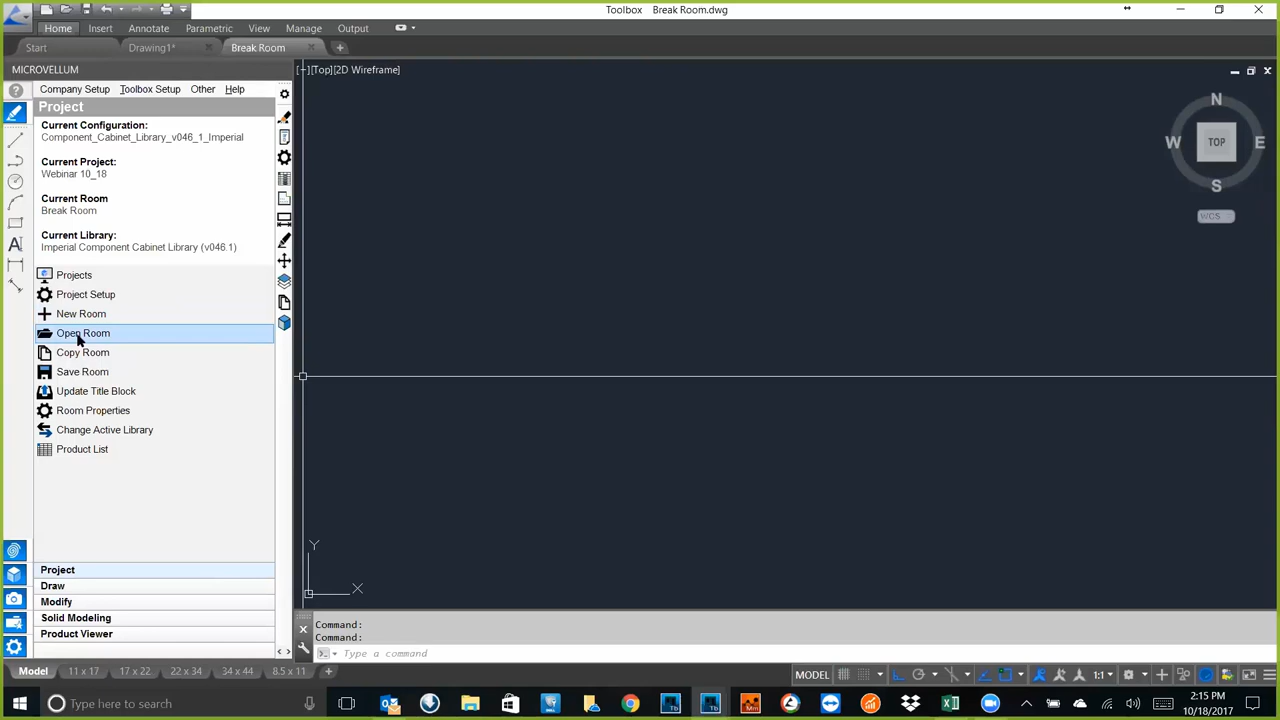 Toolbox Break Room.dwg
Home Insert Annotate Parametric View Manage Output
Start Drawing1* Break Room
MICROVELLUM
[−][Top][2D Wireframe]
Company Setup Toolbox Setup Other Help
Project
Current Configuration:
Component_Cabinet_Library_v046_1_Imperial
Current Project:
Webinar 10_18
Current Room
Break Room
Current Library:
Imperial Component Cabinet Library (v046.1)
Projects
Project Setup
New Room
Open Room
Copy Room
Save Room
Update Title Block
Room Properties
Change Active Library
Product List
Project
Draw
Modify
Solid Modeling
Product Viewer
N
W TOP E
S
WCS
Y
X
Command:
Command:
Type a command
Model 11 x 17 17 x 22 22 x 34 34 x 44 8.5 x 11
MODEL 1:1
Type here to search
2:15 PM
10/18/2017